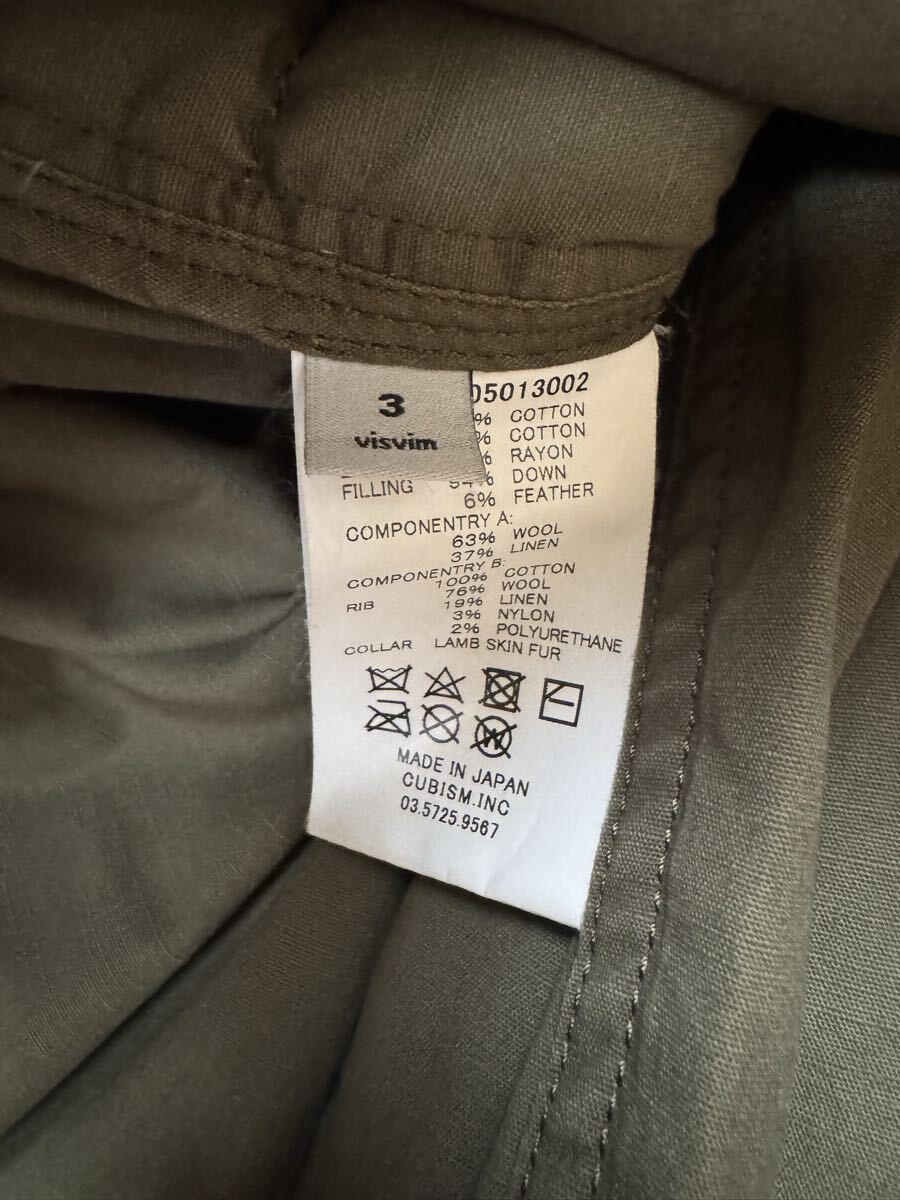 3
visvim
05013002
% COTTON
% COTTON
% RAYON
% DOWN
FILLING
6% FEATHER
COMPONENTRY A:
63% WOOL
37% LINEN
COMPONENTRY B:
100% COTTON
RIB 76% WOOL
19% LINEN
3% NYLON
2% POLYURETHANE
COLLAR LAMB SKIN FUR
W
MADE IN JAPAN
CUBISM.INC
03.5725.9567